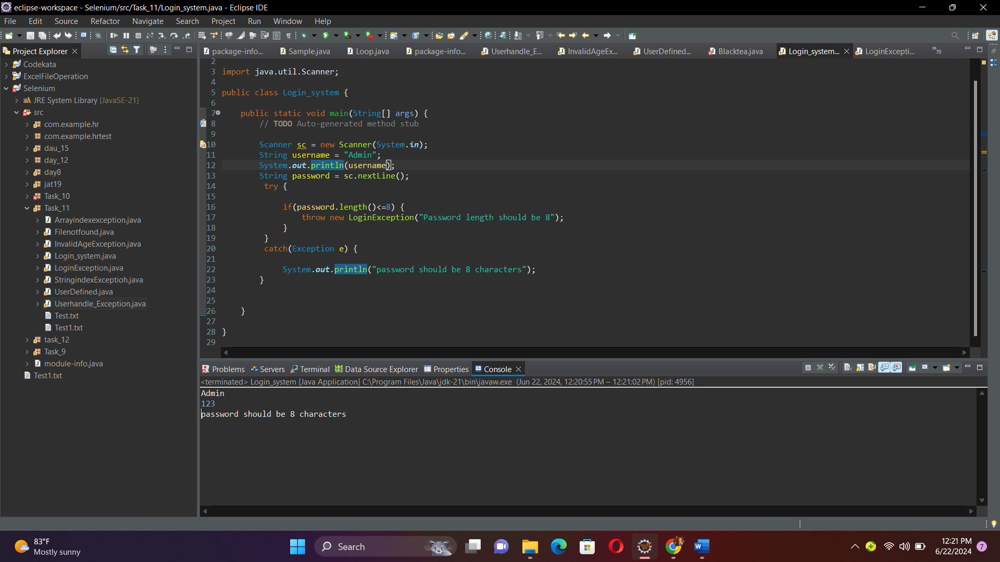 eclipse-workspace - Selenium/src/Task_11/Login_system.java - Eclipse IDE
File Edit Source Refactor Navigate Search Project Run Window Help
Project Explorer
Codekata
ExcelFileOperation
Selenium
JRE System Library [JavaSE-21]
src
com.example.hr
com.example.hrtest
dau_15
day_12
day8
jat19
Task_10
Task_11
Arrayindexexception.java
Filenotfound.java
InvalidAgeException.java
Login_system.java
LoginException.java
StringindexExceptioh.java
UserDefined.java
Userhandle_Exception.java
Test.txt
Test1.txt
task_12
Task_9
module-info.java
Test1.txt
package-info... Sample.java Loop.java package-info... Userhandle_E... InvalidAgeEx... UserDefined... Blacktea.java Login_system... LoginExcepti... »70
2
3 import java.util.Scanner;
4
5 public class Login_system {
6
7 public static void main(String[] args) {
8 // TODO Auto-generated method stub
9
10 Scanner sc = new Scanner(System.in);
11 String username = "Admin";
12 System.out.println(username);
13 String password = sc.nextLine();
14 try {
15
16 if(password.length()<=8) {
17 throw new LoginException("Password length should be 8");
18 }
19 }
20 catch(Exception e) {
21
22 System.out.println("password should be 8 characters");
23 }
24
25
26 }
27
28 }
29
Problems Servers Terminal Data Source Explorer Properties Console
<terminated> Login_system [Java Application] C:\Program Files\Java\jdk-21\bin\javaw.exe (Jun 22, 2024, 12:20:55 PM – 12:21:02 PM) [pid: 4956]
Admin
123
password should be 8 characters
83°F
Mostly sunny
Search
12:21 PM
6/22/2024
7